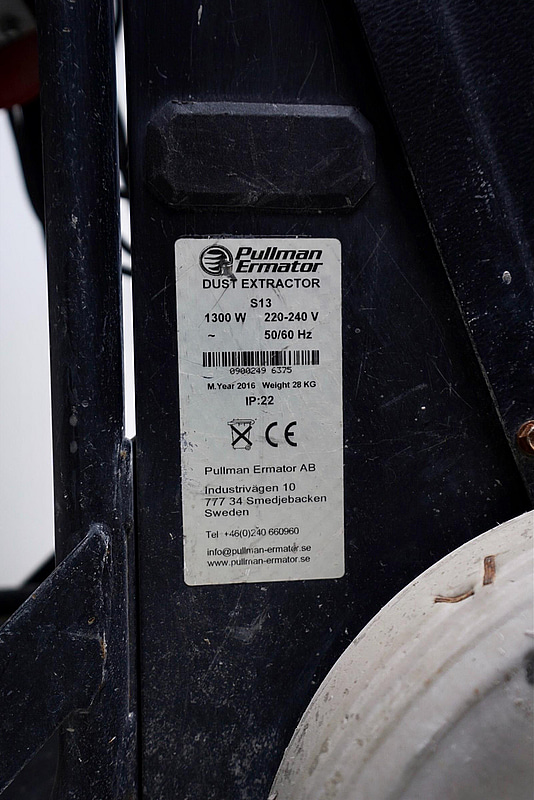 Pullman
Ermator
DUST EXTRACTOR
S13
1300 W 220-240 V
~ 50/60 Hz
0900249 6375
M.Year 2016 Weight 28 KG
IP:22
CE
Pullman Ermator AB
Industrivägen 10
777 34 Smedjebacken
Sweden
Tel +46(0)240 660960
info@pullman-ermator.se
www.pullman-ermator.se